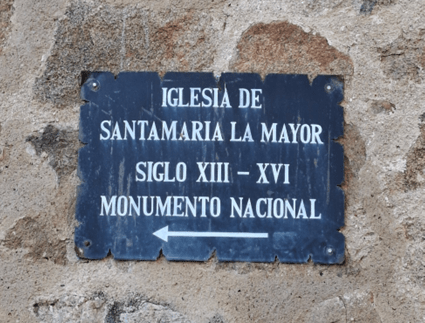 IGLESIA DE
SANTAMARIA LA MAYOR
SIGLO XIII - XVI
MONUMENTO NACIONAL